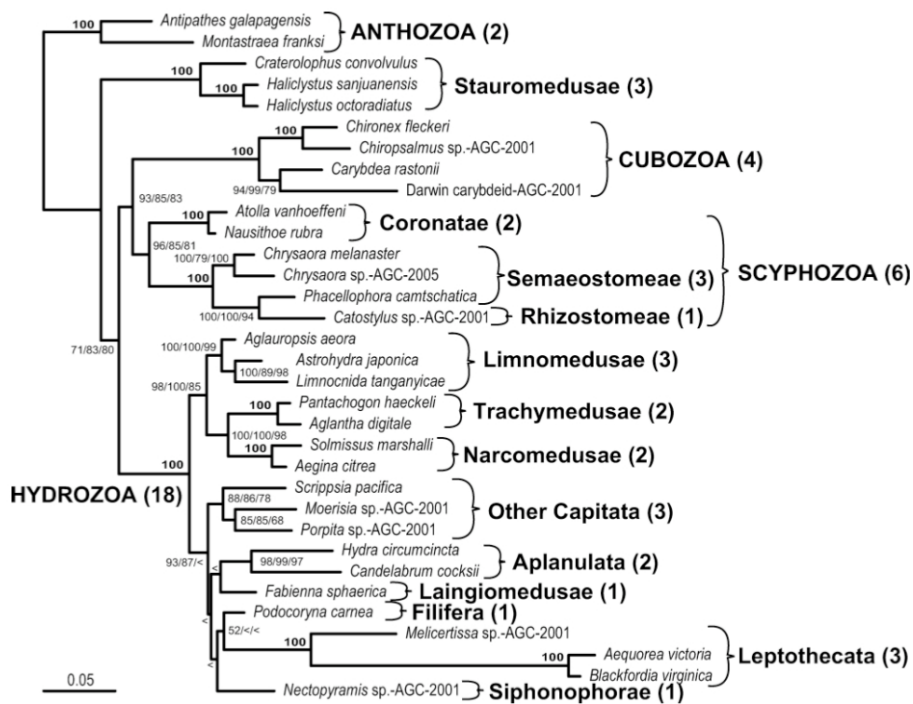 100 Antipathes galapagensis
Montastraea franksi
ANTHOZOA (2)
Craterolophus convolvulus
100
100 Haliclystus sanjuanensis
Haliclystus octoradiatus
Stauromedusae (3)
Chironex fleckeri
100
100 Chiropsalmus sp.-AGC-2001
Carybdea rastonii
94/99/79 Darwin carybdeid-AGC-2001
CUBOZOA (4)
93/85/83
Atolla vanhoeffeni
100
Nausithoe rubra
Coronatae (2)
96/85/81
100/79/100 Chrysaora melanaster
Chrysaora sp.-AGC-2005
100
Phacellophora camtschatica
Semaeostomeae (3)
SCYPHOZOA (6)
100/100/94 Catostylus sp.-AGC-2001
Rhizostomeae (1)
71/83/80
Aglauropsis aeora
100/100/99
Astrohydra japonica
100/89/98
Limnocnida tanganyicae
Limnomedusae (3)
98/100/85
Pantachogon haeckeli
100
Aglantha digitale
Trachymedusae (2)
100/100/98
Solmissus marshalli
100
Aegina citrea
Narcomedusae (2)
100
HYDROZOA (18)
Scrippsia pacifica
88/86/78
Moerisia sp.-AGC-2001
85/85/68
Porpita sp.-AGC-2001
Other Capitata (3)
93/87/<
Hydra circumcincta
98/99/97
Candelabrum cocksii
Aplanulata (2)
<
Fabienna sphaerica
Laingiomedusae (1)
Podocoryna carnea
Filifera (1)
<
52/</<
Melicertissa sp.-AGC-2001
100
100 Aequorea victoria
Blackfordia virginica
Leptothecata (3)
<
Nectopyramis sp.-AGC-2001
Siphonophorae (1)
0.05